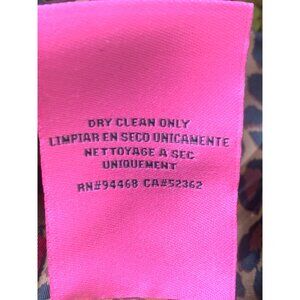 DRY CLEAN ONLY
LIMPIAR EN SECO UNICAMENTE
NETTOYAGE A SEC
UNIQUEMENT
RN#94468 CA#52362